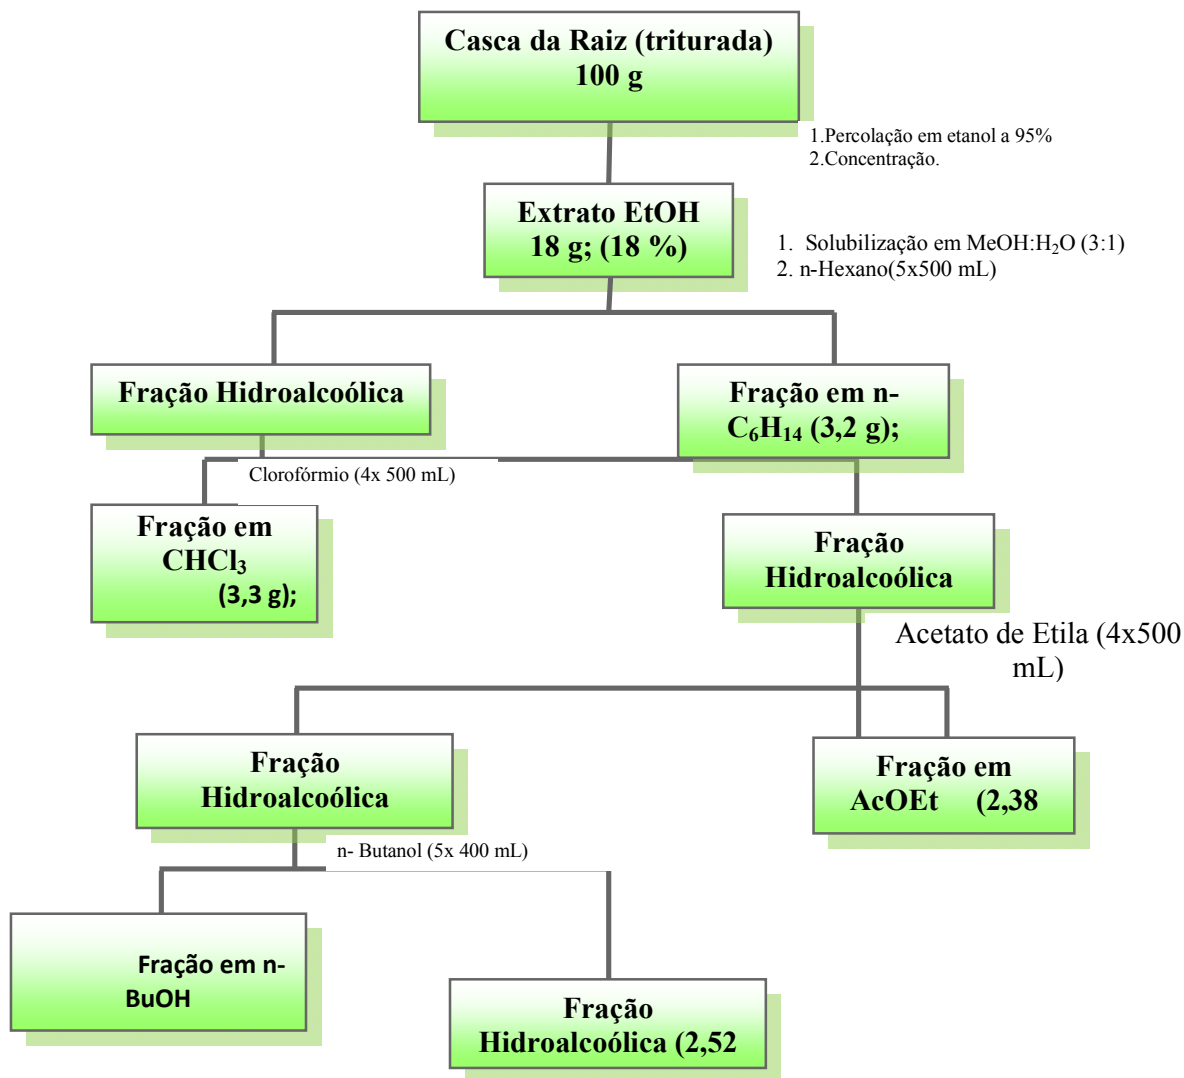 Casca da Raiz (triturada)
100 g
1.Percolação em etanol a 95%
2.Concentração.
Extrato EtOH
18 g; (18 %)
1. Solubilização em MeOH:H₂O (3:1)
2. n-Hexano(5x500 mL)
Fração Hidroalcoólica
Fração em n-
C₆H₁₄ (3,2 g);
Clorofórmio (4x 500 mL)
Fração em
CHCl₃
(3,3 g);
Fração
Hidroalcoólica
Acetato de Etila (4x500
mL)
Fração
Hidroalcoólica
Fração em
AcOEt (2,38
n- Butanol (5x 400 mL)
Fração em n-
BuOH
Fração
Hidroalcoólica (2,52